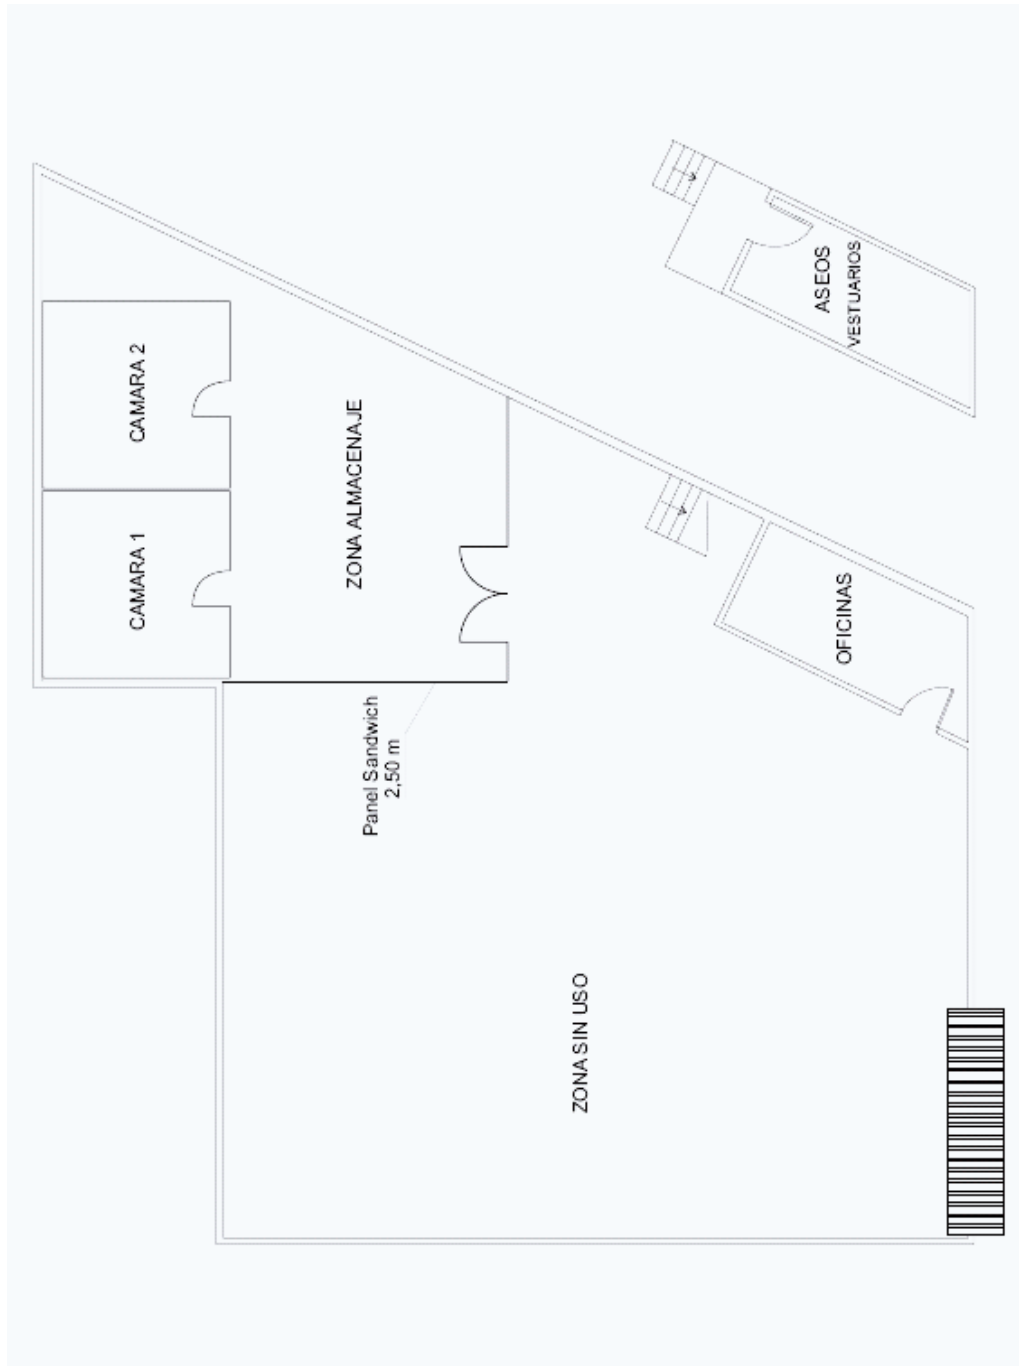 CAMARA 2
CAMARA 1
ZONA ALMACENAJE
Panel Sandwich
2,50 m
ASEOS
VESTUARIOS
OFICINAS
ZONA SIN USO